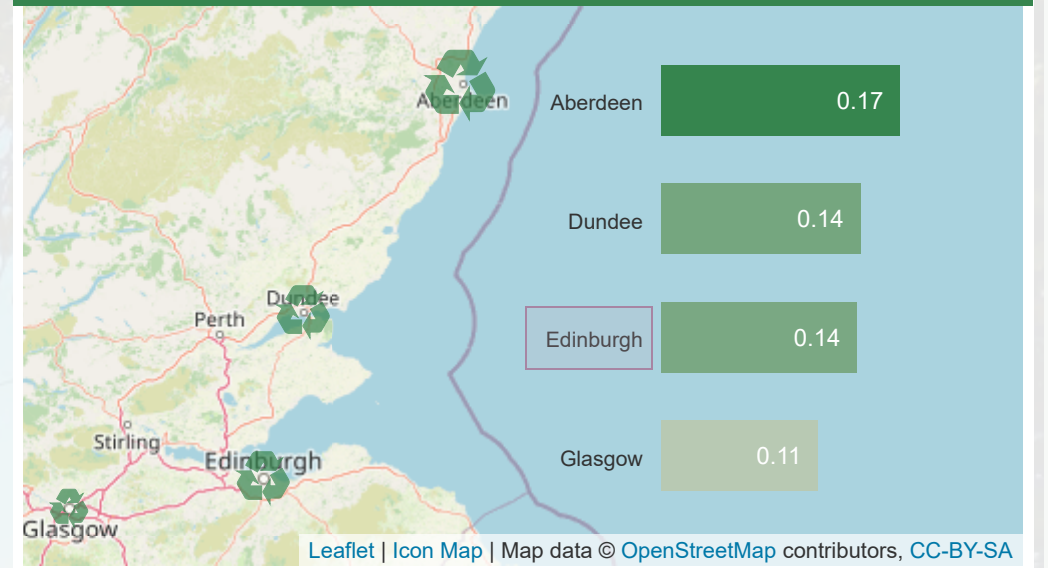 Aberdeen
Aberdeen
0.17
Dundee
0.14
Dundee
Perth
Edinburgh
0.14
Stirling
Edinburgh
Glasgow
0.11
Glasgow
Leaflet | Icon Map | Map data © OpenStreetMap contributors, CC-BY-SA